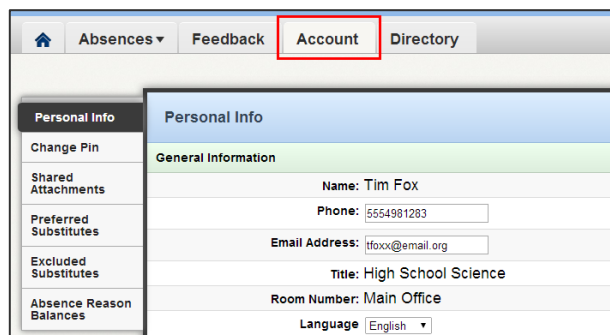 Absences▾ Feedback Account Directory
Personal Info
Change Pin
Shared
Attachments
Preferred
Substitutes
Excluded
Substitutes
Absence Reason
Balances
Personal Info
General Information
Name: Tim Fox
Phone: 5554981283
Email Address: tfoxx@email.org
Title: High School Science
Room Number: Main Office
Language English ▾